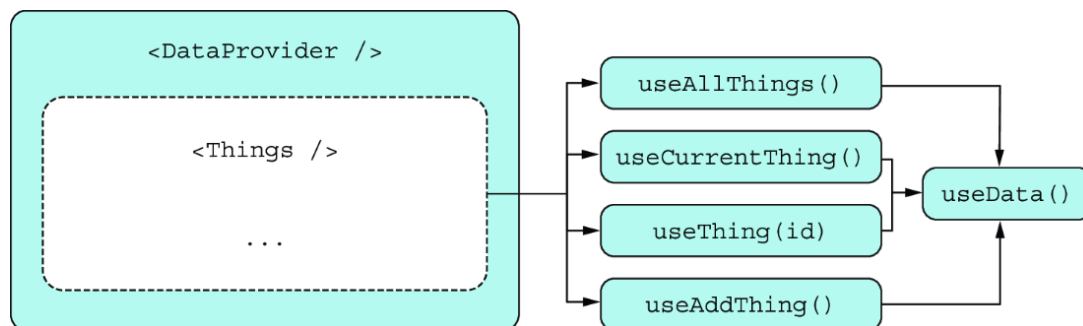 <DataProvider />
<Things />
...
useAllThings()
useCurrentThing()
useThing(id)
useAddThing()
useData()